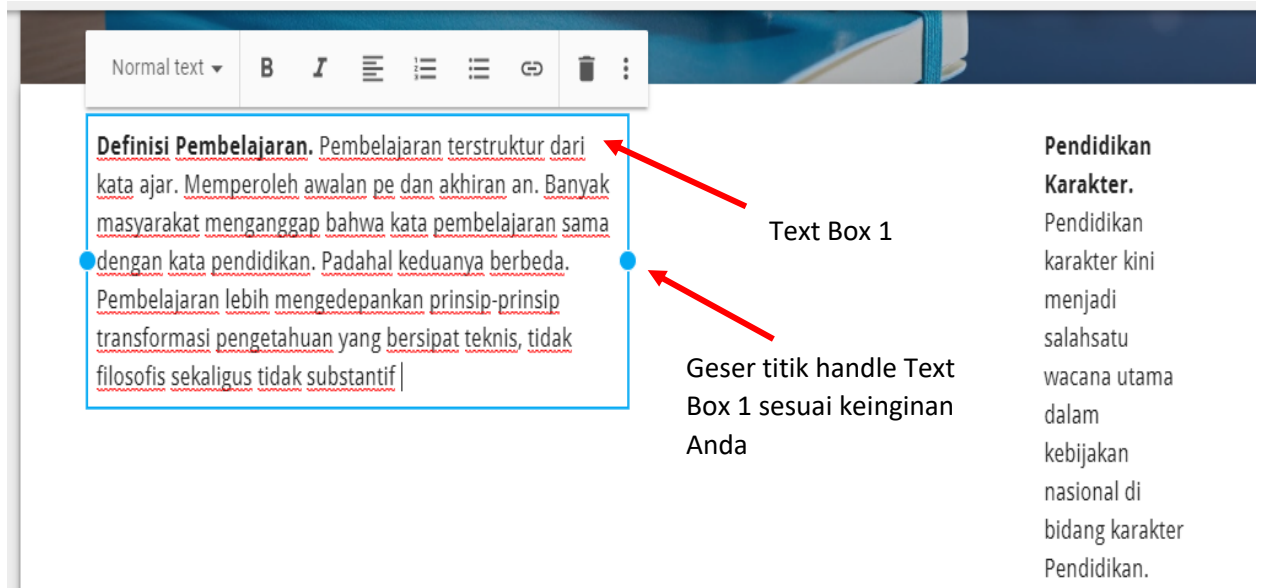 Normal text
B I
Definisi Pembelajaran. Pembelajaran terstruktur dari
kata ajar. Memperoleh awalan pe dan akhiran an. Banyak
masyarakat menganggap bahwa kata pembelajaran sama
dengan kata pendidikan. Padahal keduanya berbeda.
Pembelajaran lebih mengedepankan prinsip-prinsip
transformasi pengetahuan yang bersipat teknis, tidak
filosofis sekaligus tidak substantif
Text Box 1
Geser titik handle Text
Box 1 sesuai keinginan
Anda
Pendidikan
Karakter.
Pendidikan
karakter kini
menjadi
salahsatu
wacana utama
dalam
kebijakan
nasional di
bidang karakter
Pendidikan.